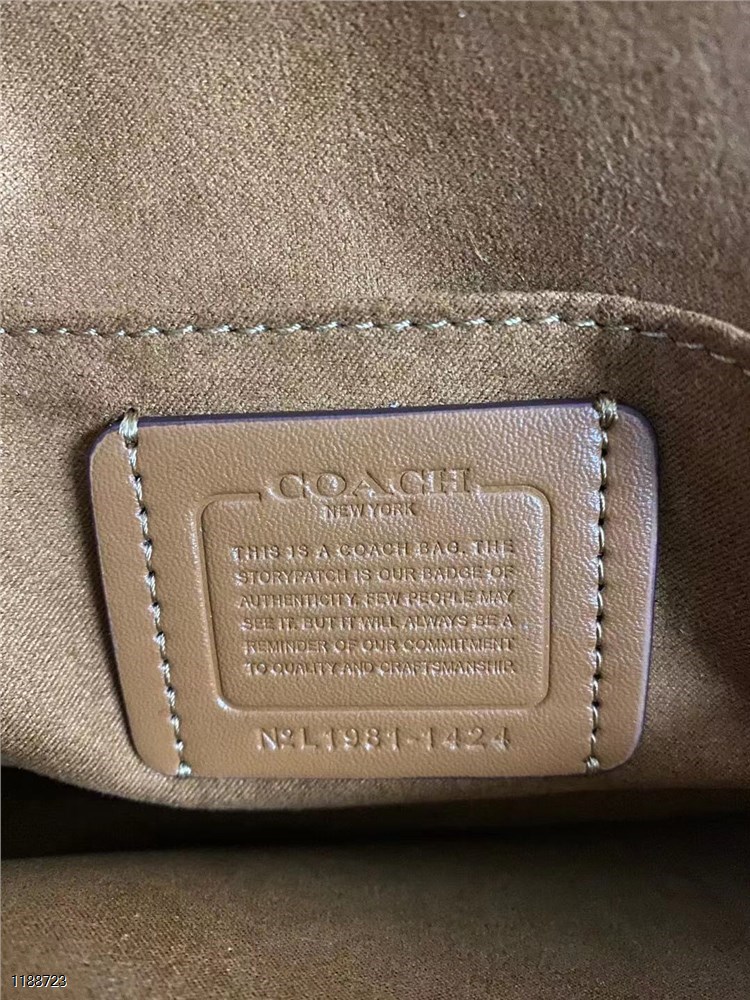 COACH
NEW YORK
THIS IS A COACH BAG. THE
STORYPATCH IS OUR BADGE OF
AUTHENTICITY. FEW PEOPLE MAY
SEE IT. BUT IT WILL ALWAYS BE A
REMINDER OF OUR COMMITMENT
TO QUALITY AND CRAFTSMANSHIP.
Nº L1981-1424
1188723